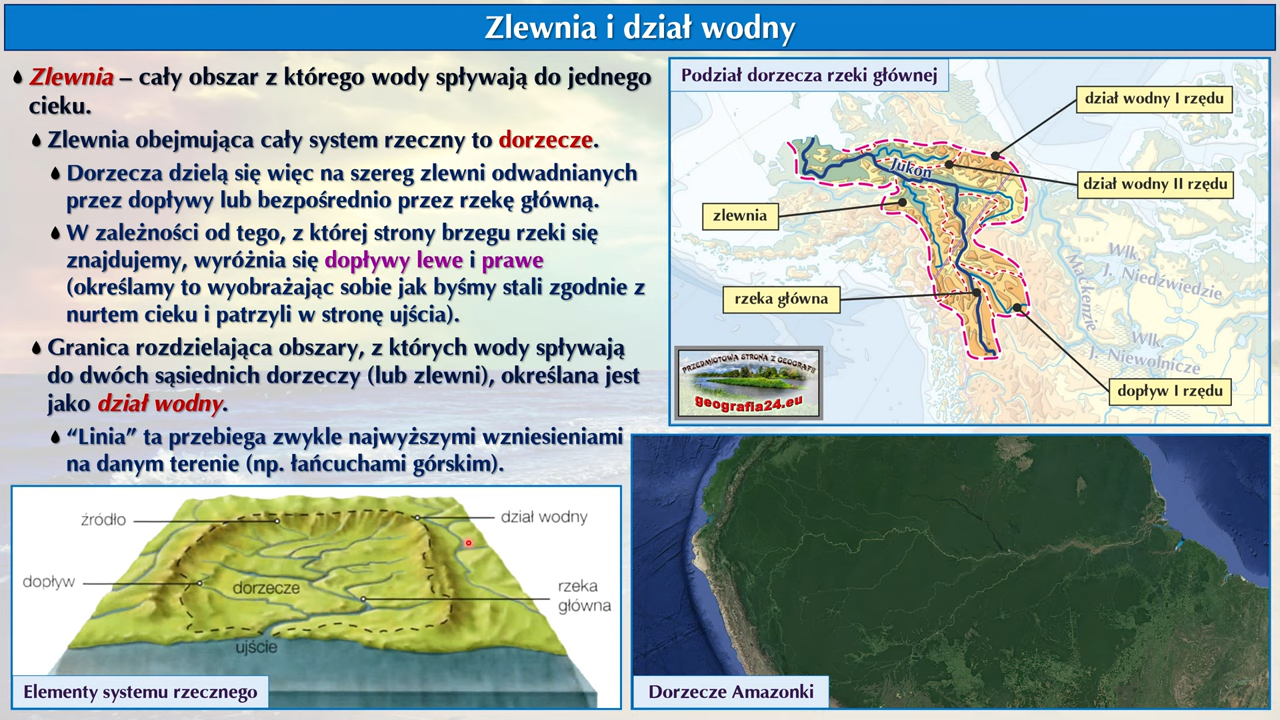 Zlewnia i dział wodny
Zlewnia – cały obszar z którego wody spływają do jednego
cieku.
Zlewnia obejmująca cały system rzeczny to dorzecze.
Dorzecza dzielą się więc na szereg zlewni odwadnianych
przez dopływy lub bezpośrednio przez rzekę główną.
W zależności od tego, z której strony brzegu rzeki się
znajdujemy, wyróżnia się dopływy lewe i prawe
(określamy to wyobrażając sobie jak byśmy stali zgodnie z
nurtem cieku i patrzyli w stronę ujścia).
Granica rozdzielająca obszary, z których wody spływają
do dwóch sąsiednich dorzeczy (lub zlewni), określana jest
jako dział wodny.
“Linia” ta przebiega zwykle najwyższymi wzniesieniami
na danym terenie (np. łańcuchami górskim).
Podział dorzecza rzeki głównej
dział wodny I rzędu
dział wodny II rzędu
Jukon
zlewnia
rzeka główna
Wlk.
J. Niedźwiedzie
Mackenzie
Wlk.
J. Niewolnicze
dopływ I rzędu
PRZEDMIOTOWA STRONA Z GEOGRAFII
geografia24.eu
źródło
dział wodny
dopływ
dorzecze
rzeka
główna
ujście
Elementy systemu rzecznego
Dorzecze Amazonki